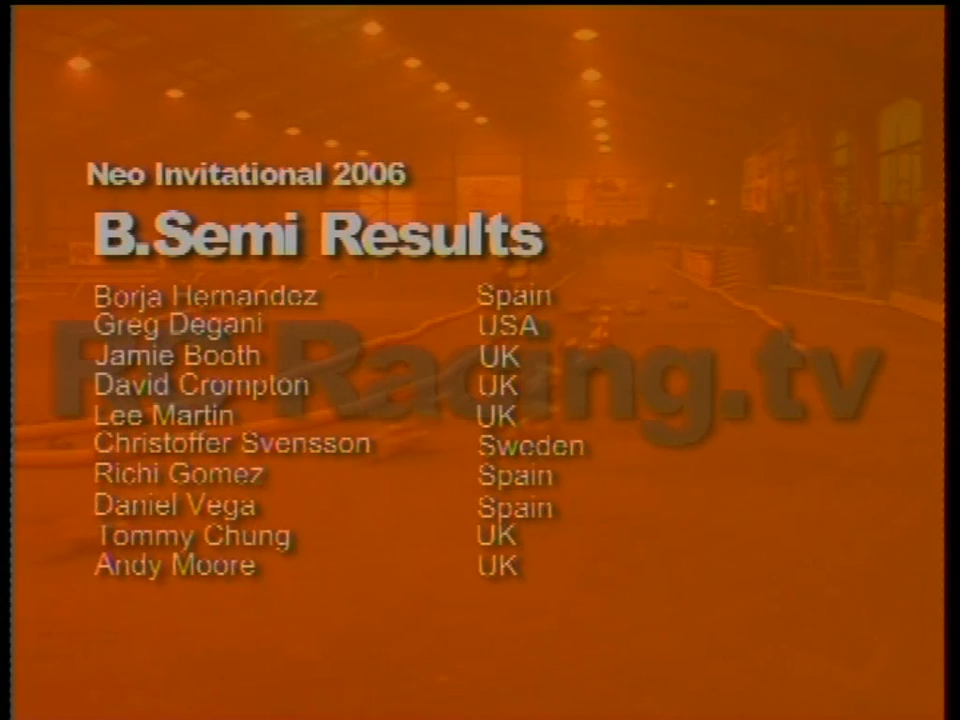 Neo Invitational 2006
B.Semi Results
Borja Hernandez Spain
Greg Degani USA
Jamie Booth UK
David Crompton UK
Lee Martin UK
Christoffer Svensson Sweden
Richi Gomez Spain
Daniel Vega Spain
Tommy Chung UK
Andy Moore UK
RC Racing.tv